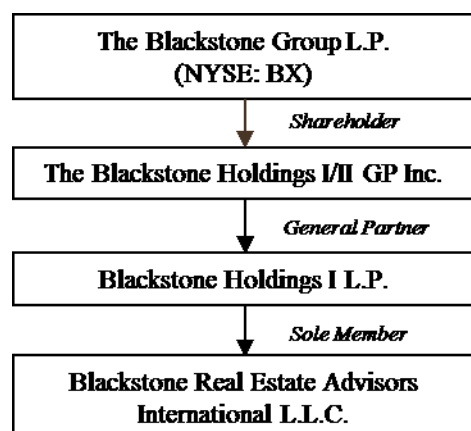 The Blackstone Group L.P.
(NYSE: BX)
Shareholder
The Blackstone Holdings I/II GP Inc.
General Partner
Blackstone Holdings I L.P.
Sole Member
Blackstone Real Estate Advisors
International L.L.C.